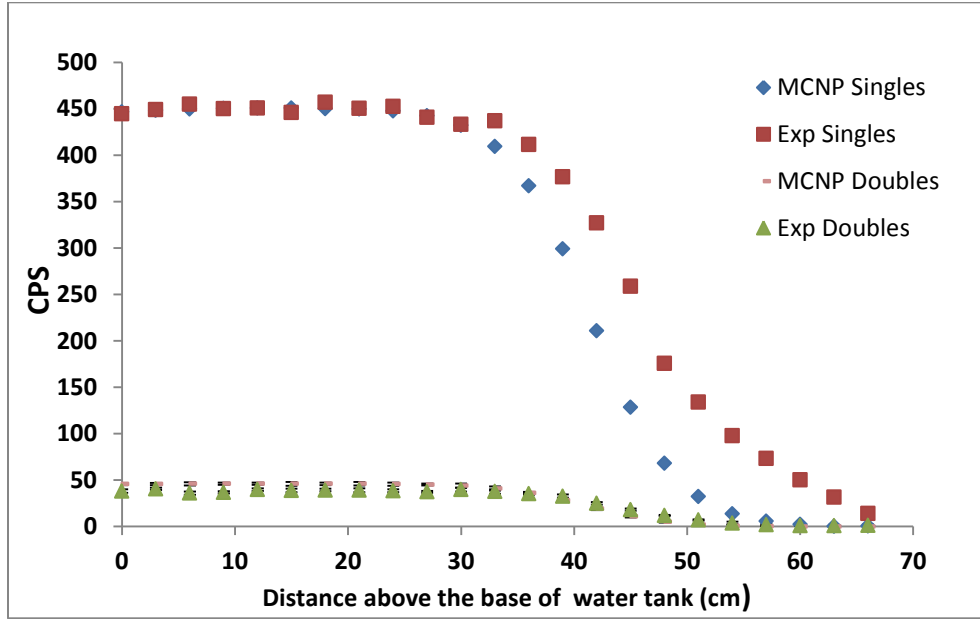 500
450
400
350
300
250
200
150
100
50
0
CPS
0 10 20 30 40 50 60 70
Distance above the base of water tank (cm)
MCNP Singles
Exp Singles
MCNP Doubles
Exp Doubles